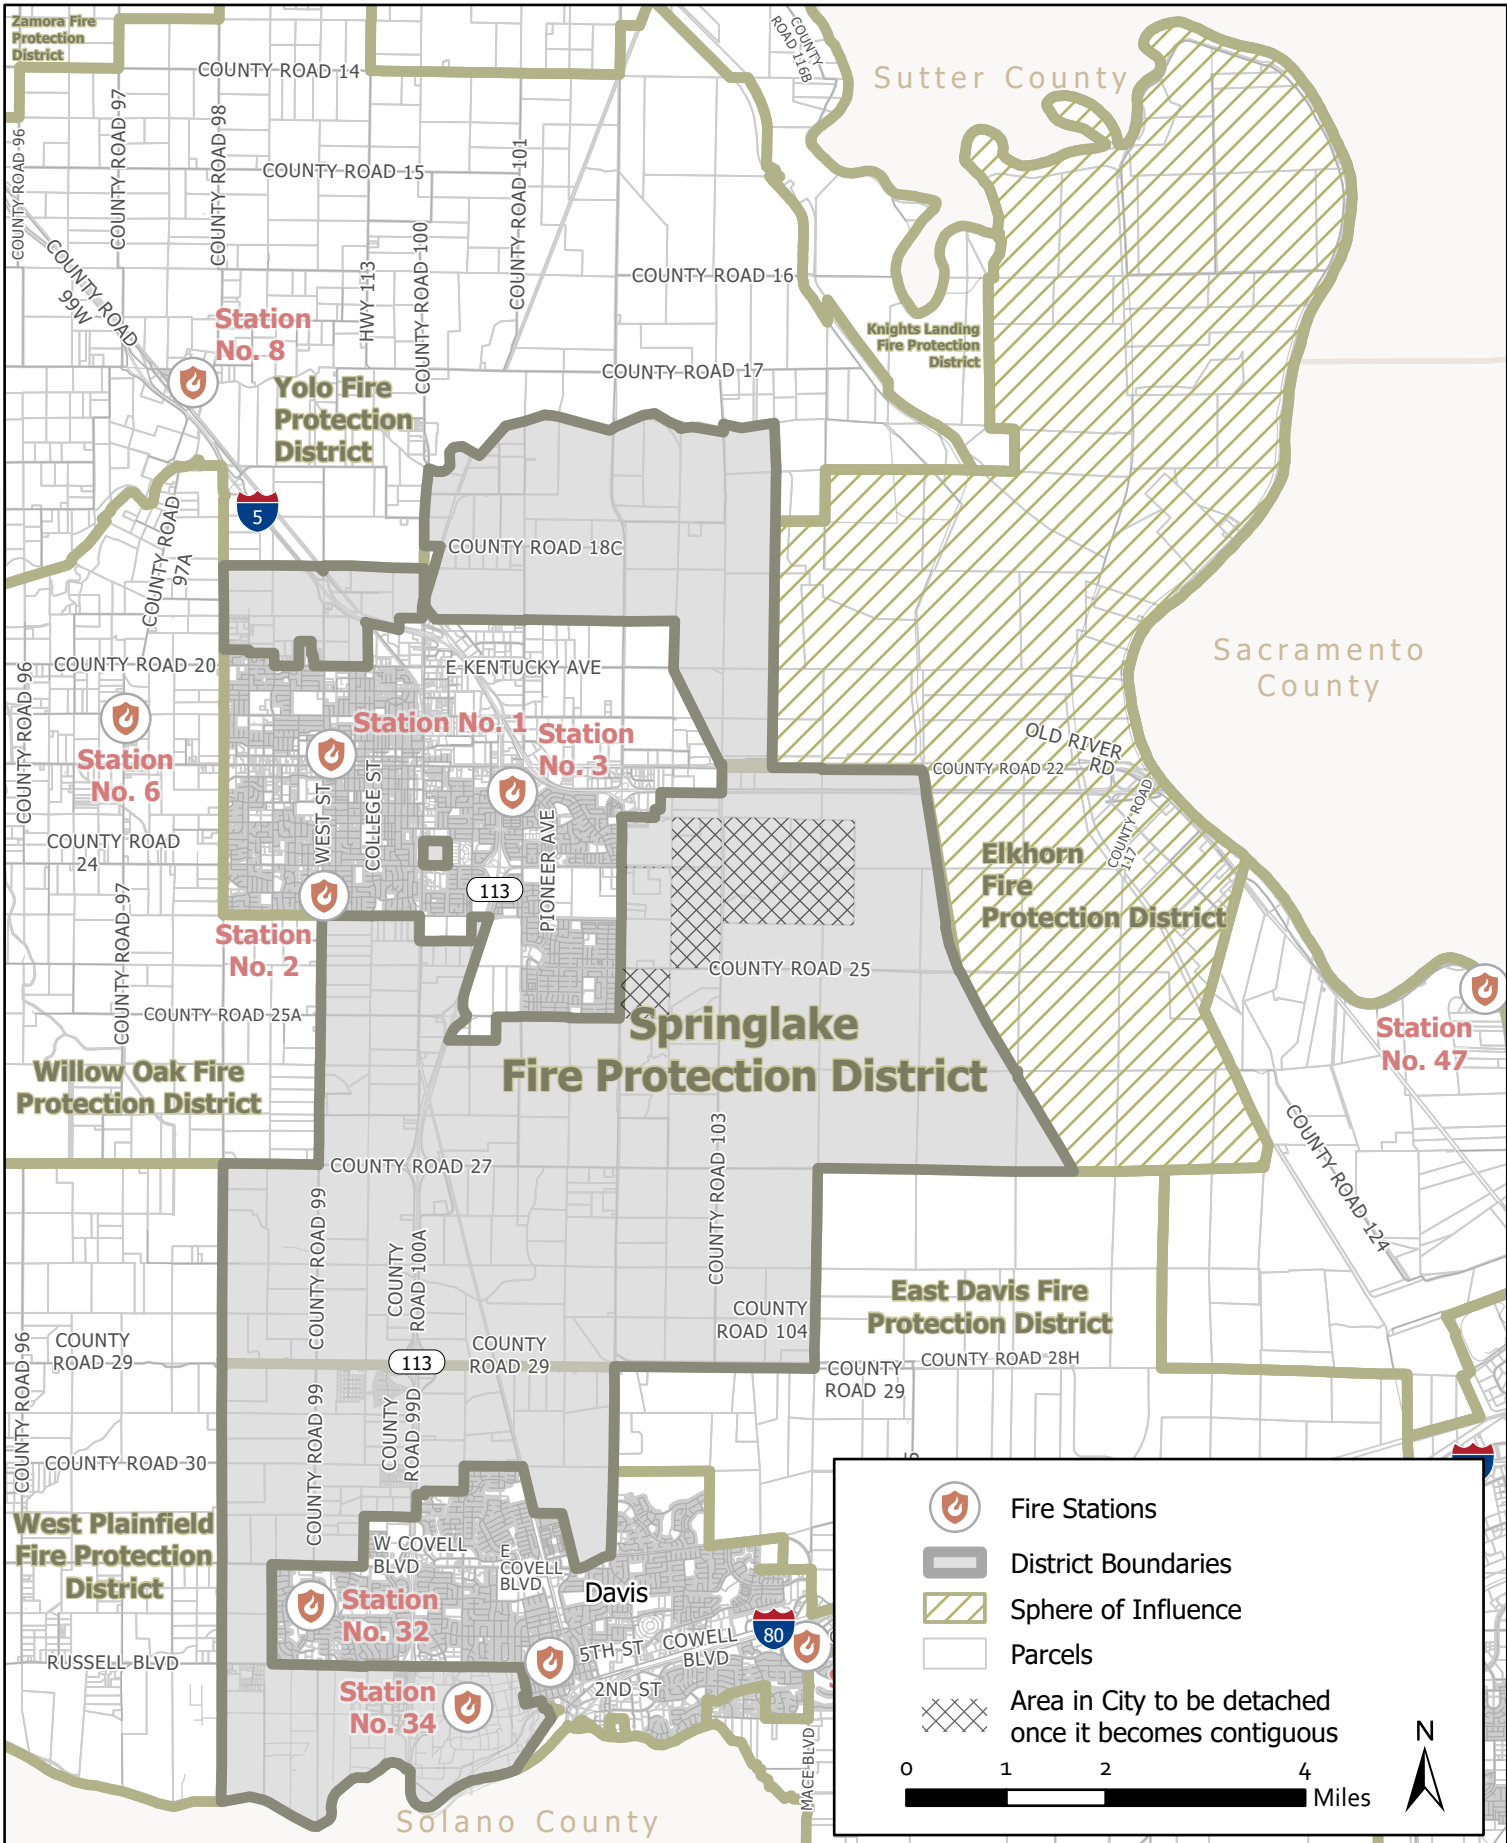 Zamora Fire
Protection
District
COUNTY ROAD 14
COUNTY
ROAD 116B
Sutter County
COUNTY ROAD 96
COUNTY ROAD 97
COUNTY ROAD 98
COUNTY ROAD 15
COUNTY ROAD 101
COUNTY ROAD 100
HWY 113
COUNTY ROAD 16
COUNTY ROAD
99W
Station
No. 8
Knights Landing
Fire Protection
District
COUNTY ROAD 17
Yolo Fire
Protection
District
5
COUNTY ROAD
97A
COUNTY ROAD 18C
COUNTY ROAD 20
E KENTUCKY AVE
Sacramento
County
COUNTY ROAD 96
Station No. 1
Station
No. 3
Station
No. 6
OLD RIVER
RD
COUNTY ROAD 22
COUNTY ROAD
117
WEST ST
COLLEGE ST
PIONEER AVE
COUNTY ROAD
24
113
Elkhorn
Fire
Protection District
COUNTY ROAD 97
Station
No. 2
COUNTY ROAD 25
COUNTY ROAD 25A
Springlake
Fire Protection District
Station
No. 47
Willow Oak Fire
Protection District
COUNTY ROAD 27
COUNTY ROAD 103
COUNTY ROAD 124
COUNTY ROAD 99
COUNTY
ROAD 100A
East Davis Fire
Protection District
COUNTY
ROAD 104
COUNTY ROAD 96
COUNTY
ROAD 29
113
COUNTY
ROAD 29
COUNTY ROAD 28H
COUNTY
ROAD 29
COUNTY ROAD 99
COUNTY
ROAD 99D
COUNTY ROAD 30
West Plainfield
Fire Protection
District
W COVELL
BLVD
E
COVELL
BLVD
Davis
Station
No. 32
80
5TH ST
COWELL
BLVD
RUSSELL BLVD
2ND ST
Station
No. 34
MACE BLVD
Solano County
Fire Stations
District Boundaries
Sphere of Influence
Parcels
Area in City to be detached
once it becomes contiguous
N
0 1 2 4
Miles